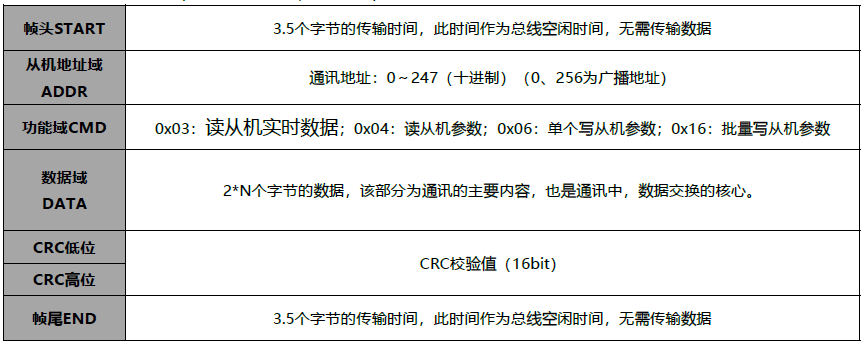 帧头START
3.5个字节的传输时间，此时间作为总线空闲时间，无需传输数据
从机地址域
ADDR
通讯地址：0～247（十进制）（0、256为广播地址）
功能域CMD
0x03：读从机实时数据；0x04：读从机参数；0x06：单个写从机参数；0x16：批量写从机参数
数据域
DATA
2*N个字节的数据，该部分为通讯的主要内容，也是通讯中，数据交换的核心。
CRC低位
CRC校验值（16bit）
CRC高位
帧尾END
3.5个字节的传输时间，此时间作为总线空闲时间，无需传输数据